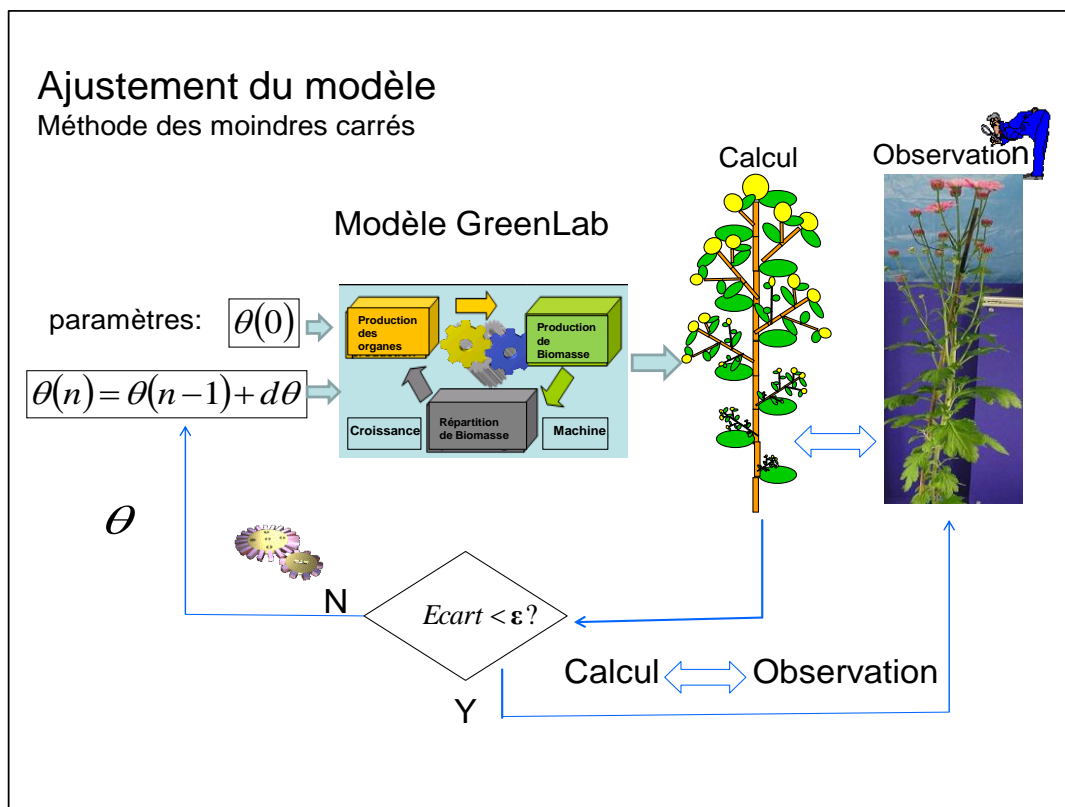 Ajustement du modèle
Méthode des moindres carrés
Calcul
Observation
Modèle GreenLab
paramètres:
θ(0)
θ(n) = θ(n−1) + dθ
Production
des
organes
Production
de
Biomasse
Croissance
Répartition
de Biomasse
Machine
θ
N
Ecart < ε?
Y
Calcul
Observation